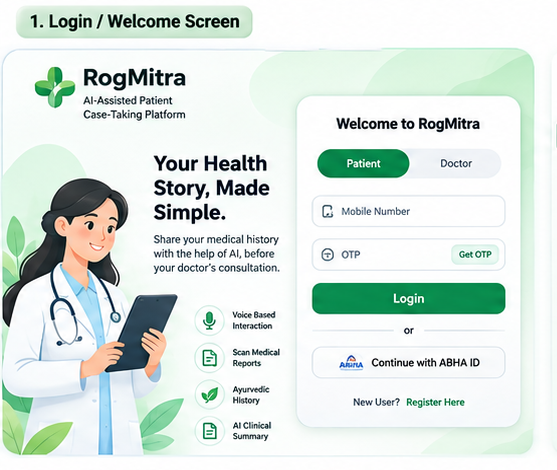 1. Login / Welcome Screen
RogMitra
AI-Assisted Patient
Case-Taking Platform
Your Health
Story, Made
Simple.
Share your medical history
with the help of AI, before
your doctor's consultation.
Voice Based
Interaction
Scan Medical
Reports
Ayurvedic
History
AI Clinical
Summary
Welcome to RogMitra
Patient
Doctor
Mobile Number
OTP
Get OTP
Login
or
ABHA
Continue with ABHA ID
New User? Register Here